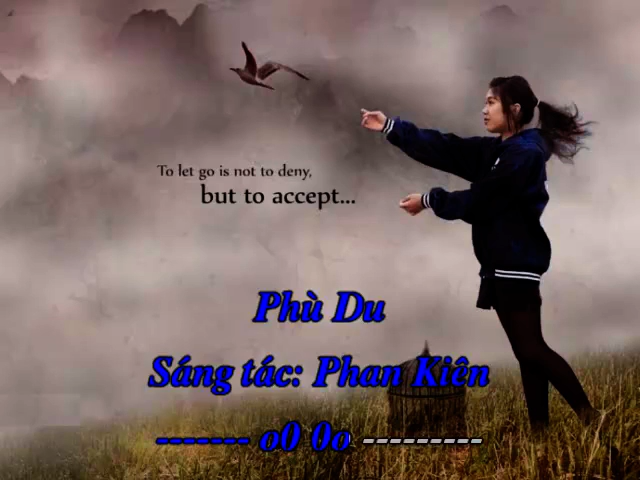 To let go is not to deny,
but to accept...
Phù Du
Sáng tác: Phan Kiên
------- o0 0o ---------